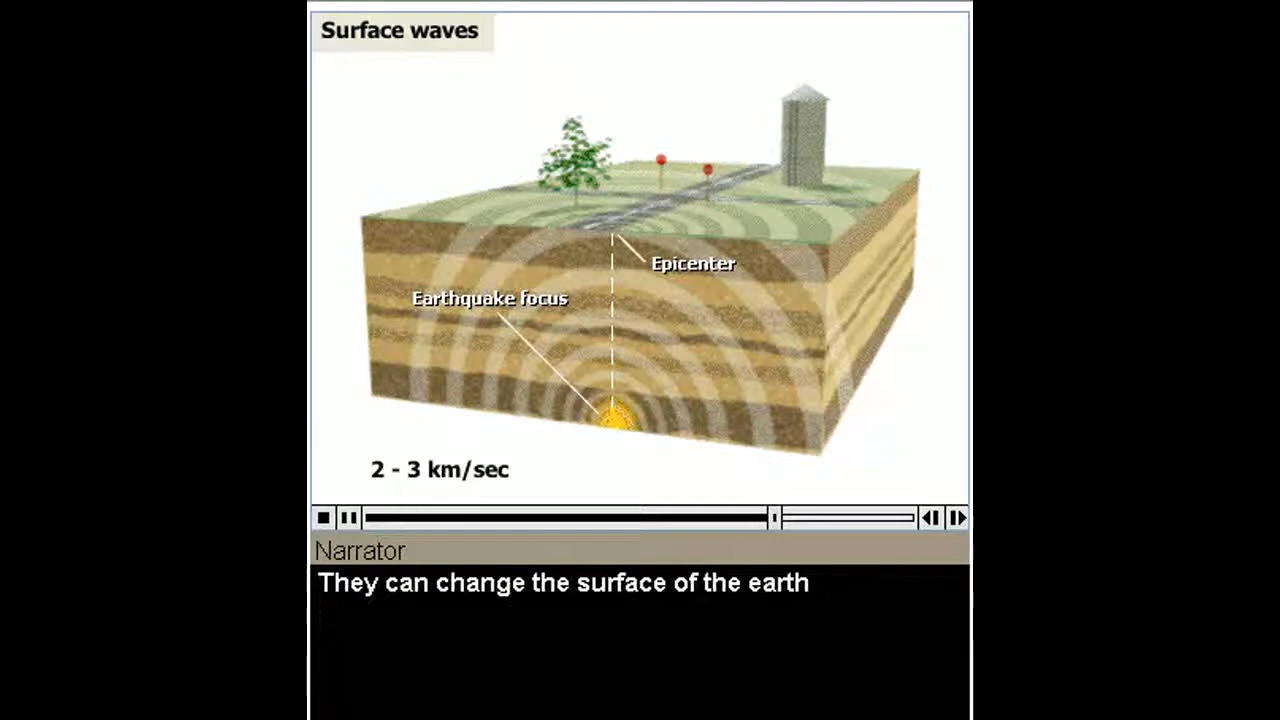 Surface waves
Epicenter
Earthquake focus
2 - 3 km/sec
Narrator
They can change the surface of the earth